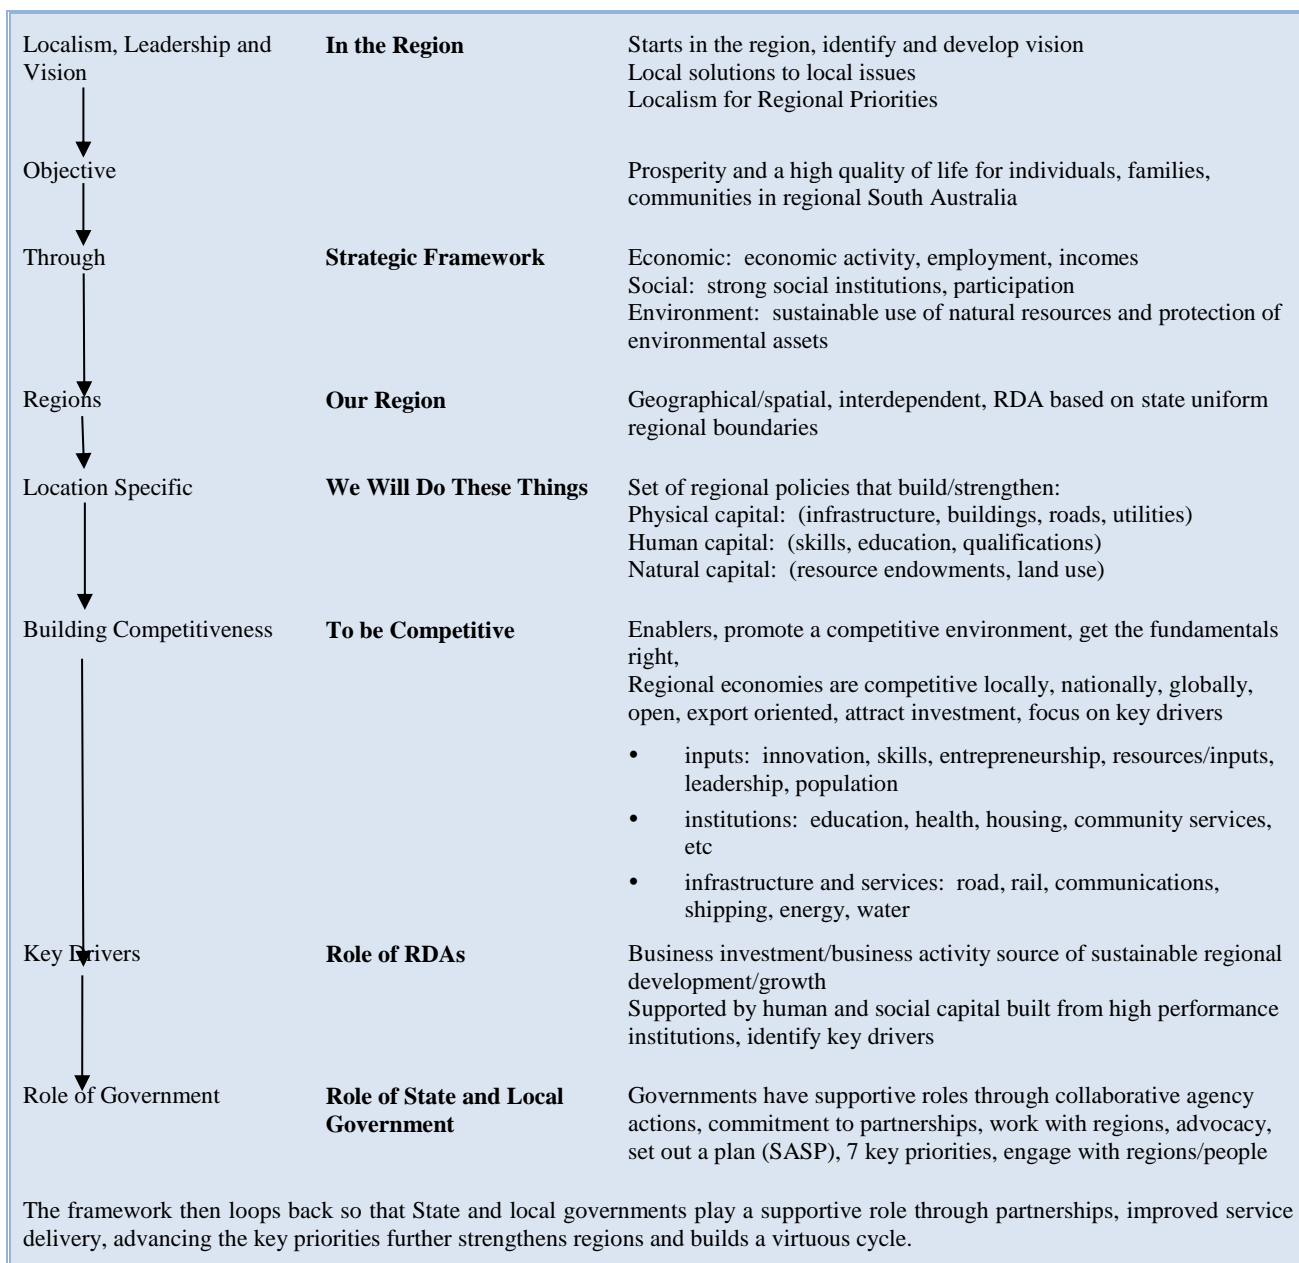 Localism, Leadership and Vision
In the Region
Starts in the region, identify and develop vision
Local solutions to local issues
Localism for Regional Priorities
Objective
Prosperity and a high quality of life for individuals, families,
communities in regional South Australia
Through
Strategic Framework
Economic: economic activity, employment, incomes
Social: strong social institutions, participation
Environment: sustainable use of natural resources and protection of
environmental assets
Regions
Our Region
Geographical/spatial, interdependent, RDA based on state uniform
regional boundaries
Location Specific
We Will Do These Things
Set of regional policies that build/strengthen:
Physical capital: (infrastructure, buildings, roads, utilities)
Human capital: (skills, education, qualifications)
Natural capital: (resource endowments, land use)
Building Competitiveness
To be Competitive
Enablers, promote a competitive environment, get the fundamentals
right,
Regional economies are competitive locally, nationally, globally,
open, export oriented, attract investment, focus on key drivers
• inputs: innovation, skills, entrepreneurship, resources/inputs,
leadership, population
• institutions: education, health, housing, community services,
etc
• infrastructure and services: road, rail, communications,
shipping, energy, water
Key Drivers
Role of RDAs
Business investment/business activity source of sustainable regional
development/growth
Supported by human and social capital built from high performance
institutions, identify key drivers
Role of Government
Role of State and Local
Government
Governments have supportive roles through collaborative agency
actions, commitment to partnerships, work with regions, advocacy,
set out a plan (SASP), 7 key priorities, engage with regions/people
The framework then loops back so that State and local governments play a supportive role through partnerships, improved service
delivery, advancing the key priorities further strengthens regions and builds a virtuous cycle.